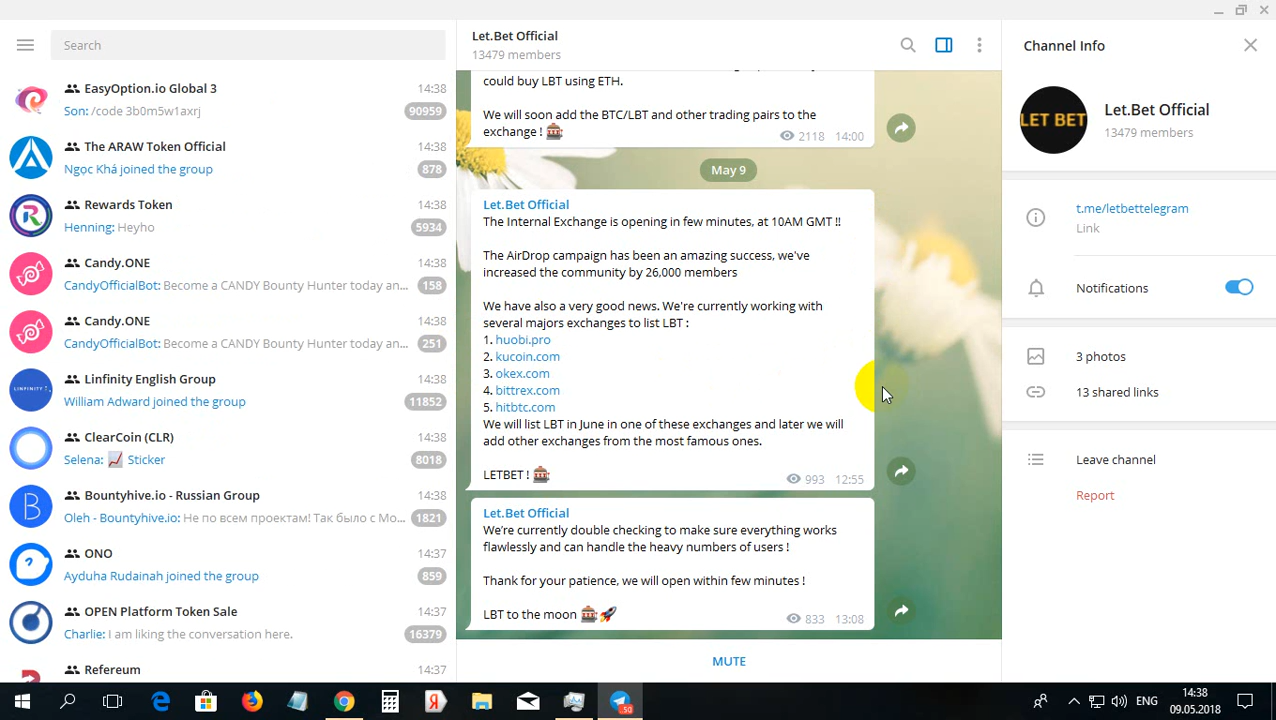 Search
EasyOption.io Global 3
14:38
Son: /code 3b0m5w1axrj
90959
The ARAW Token Official
14:38
Ngọc Khá joined the group
878
Rewards Token
14:38
Henning: Heyho
5934
Candy.ONE
14:38
CandyOfficialBot: Become a CANDY Bounty Hunter today an...
158
Candy.ONE
14:38
CandyOfficialBot: Become a CANDY Bounty Hunter today an...
251
Linfinity English Group
14:38
William Adward joined the group
11852
LINFINITY
ClearCoin (CLR)
14:38
Selena: 📈 Sticker
8018
Bountyhive.io - Russian Group
14:38
Oleh - Bountyhive.io: Не по всем проектам! Так было с Мо...
1821
ONO
14:37
Ayduha Rudainah joined the group
859
OPEN Platform Token Sale
14:37
Charlie: I am liking the conversation here.
16379
Refereum
14:37
Let.Bet Official
13479 members
could buy LBT using ETH.
We will soon add the BTC/LBT and other trading pairs to the
exchange ! 🎰
2118 14:00
May 9
Let.Bet Official
The Internal Exchange is opening in few minutes, at 10AM GMT !!
The AirDrop campaign has been an amazing success, we've
increased the community by 26,000 members
We have also a very good news. We're currently working with
several majors exchanges to list LBT :
1. huobi.pro
2. kucoin.com
3. okex.com
4. bittrex.com
5. hitbtc.com
We will list LBT in June in one of these exchanges and later we will
add other exchanges from the most famous ones.
LETBET ! 🎰
993 12:55
Let.Bet Official
We're currently double checking to make sure everything works
flawlessly and can handle the heavy numbers of users !
Thank for your patience, we will open within few minutes !
LBT to the moon 🎰🚀
833 13:08
MUTE
Channel Info
LET BET
Let.Bet Official
13479 members
t.me/letbettelegram
Link
Notifications
3 photos
13 shared links
Leave channel
Report
50
ENG
14:38
09.05.2018